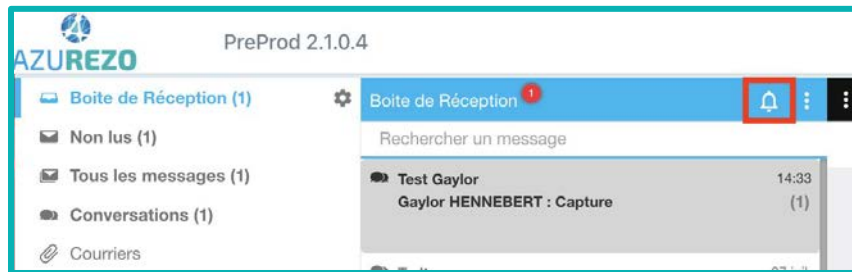 AZUREZO
PreProd 2.1.0.4
Boite de Réception (1)
Non lus (1)
Tous les messages (1)
Conversations (1)
Courriers
Boite de Réception 1
Rechercher un message
Test Gaylor 14:33
Gaylor HENNEBERT : Capture (1)